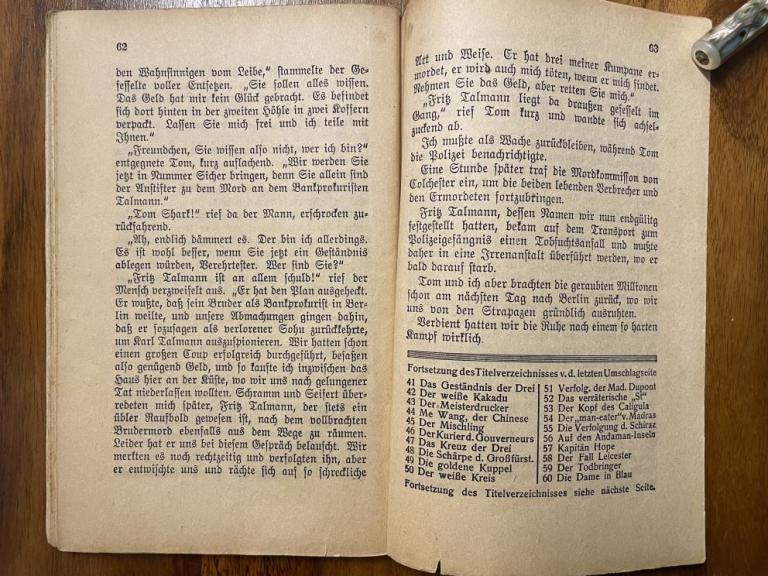 62
den Wahnsinnigen vom Leibe,“ stammelte der Ge-
fesselte voller Entsetzen. „Sie sollen alles wissen.
Das Geld hat mir kein Glück gebracht. Es befindet
sich dort hinten in der zweiten Höhle in zwei Koffern
verpackt. Lassen Sie mich frei und ich teile mit
Ihnen.“
„Freundchen, Sie wissen also nicht, wer ich bin?“
entgegnete Tom, kurz auflachend. „Wir werden Sie
jetzt in Nummer Sicher bringen, denn Sie allein sind
der Anstifter zu dem Mord an dem Bankprokuristen
Talmann.“
„Tom Shark!“ rief da der Mann, erschrocken zu-
rückfahrend.
„Ah, endlich dämmert es. Der bin ich allerdings.
Es ist wohl besser, wenn Sie jetzt ein Geständnis
ablegen würden, Verehrtester. Wer sind Sie?“
„Fritz Talmann ist an allem schuld!“ rief der
Mensch verzweifelt aus. „Er hat den Plan ausgeheckt.
Er wußte, daß sein Bruder als Bankprokurist in Ber-
lin weilte, und unsere Abmachungen gingen dahin,
daß er sozusagen als verlorener Sohu zurückkehrte,
um Karl Talmann auszuspionieren. Wir hatten schon
einen großen Coup erfolgreich durchgeführt, besaßen
also genügend Geld, und so kaufte ich inzwischen das
Haus hier an der Küste, wo wir uns nach gelungener
Tat niederlassen wollten. Schramm und Seifert über-
redeten mich später, Fritz Talmann, der stets ein
übler Raufbold gewesen ist, nach dem vollbrachten
Brudermord ebenfalls aus dem Wege zu räumen.
Leider hat er uns bei diesem Gespräch belauscht. Wir
merkten es noch rechtzeitig und verfolgten ihn, aber
er entwischte uns und rächte sich auf so schreckliche
63
Art und Weise. Er hat drei meiner Kumpane er-
mordet, er wird auch mich töten, wenn er mich findet.
Nehmen Sie das Geld, aber retten Sie mich.“
„Fritz Talmann liegt da draußen gefesselt im
Gang,“ rief Tom kurz und wandte sich achsel-
zuckend ab.
Ich mußte als Wache zurückbleiben, während Tom
die Polizei benachrichtigte.
Eine Stunde später traf die Mordkommisson von
Colchester ein, um die beiden lebenden Verbrecher und
den Ermordeten fortzubringen.
Fritz Talmann, dessen Namen wir nun endgültig
festgestellt hatten, bekam auf dem Transport zum
Polizeigefängnis einen Tobsuchtsanfall und mußte
daher in eine Irrenanstalt überführt werden, wo er
bald darauf starb.
Tom und ich aber brachten die geraubten Millionen
schon am nächsten Tag nach Berlin zurück, wo wir
uns von den Strapazen gründlich ausruhten.
Verdient hatten wir die Ruhe nach einem so harten
Kampf wirklich.
Fortsetzung des Titelverzeichnisses v. d. letzten Umschlagseite
41 Das Geständnis der Drei
42 Der weiße Kakadu
43 Der Meisterdrucker
44 Me Wang, der Chinese
45 Der Mischling
46 Der Kurier d. Gouverneurs
47 Das Kreuz der Drei
48 Die Schärpe d. Großfürst.
49 Die goldene Kuppel
50 Der weiße Kreis
51 Verfolg. der Mad. Dupont
52 Das verräterische „Si“
53 Der Kopf des Caligula
54 Der „man-eater“ v. Madras
55 Die Verfolgung d. Schiraz
56 Auf den Andaman-Inseln
57 Kapitän Hope
58 Der Fall Leicester
59 Der Todbringer
60 Die Dame in Blau
Fortsetzung des Titelverzeichnisses siehe nächste Seite.